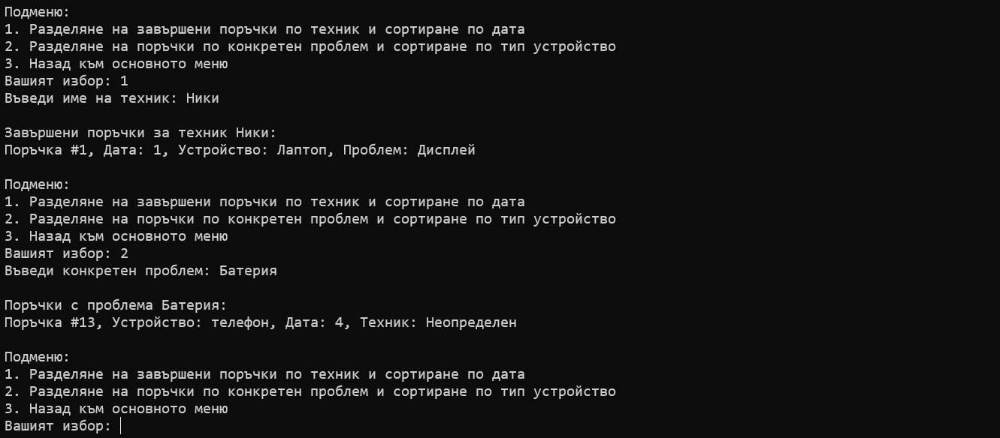 Подменю:
1. Разделяне на завършени поръчки по техник и сортиране по дата
2. Разделяне на поръчки по конкретен проблем и сортиране по тип устройство
3. Назад към основното меню
Вашият избор: 1
Въведи име на техник: Ники
Завършени поръчки за техник Ники:
Поръчка #1, Дата: 1, Устройство: Лаптоп, Проблем: Дисплей
Подменю:
1. Разделяне на завършени поръчки по техник и сортиране по дата
2. Разделяне на поръчки по конкретен проблем и сортиране по тип устройство
3. Назад към основното меню
Вашият избор: 2
Въведи конкретен проблем: Батерия
Поръчки с проблема Батерия:
Поръчка #13, Устройство: телефон, Дата: 4, Техник: Неопределен
Подменю:
1. Разделяне на завършени поръчки по техник и сортиране по дата
2. Разделяне на поръчки по конкретен проблем и сортиране по тип устройство
3. Назад към основното меню
Вашият избор: